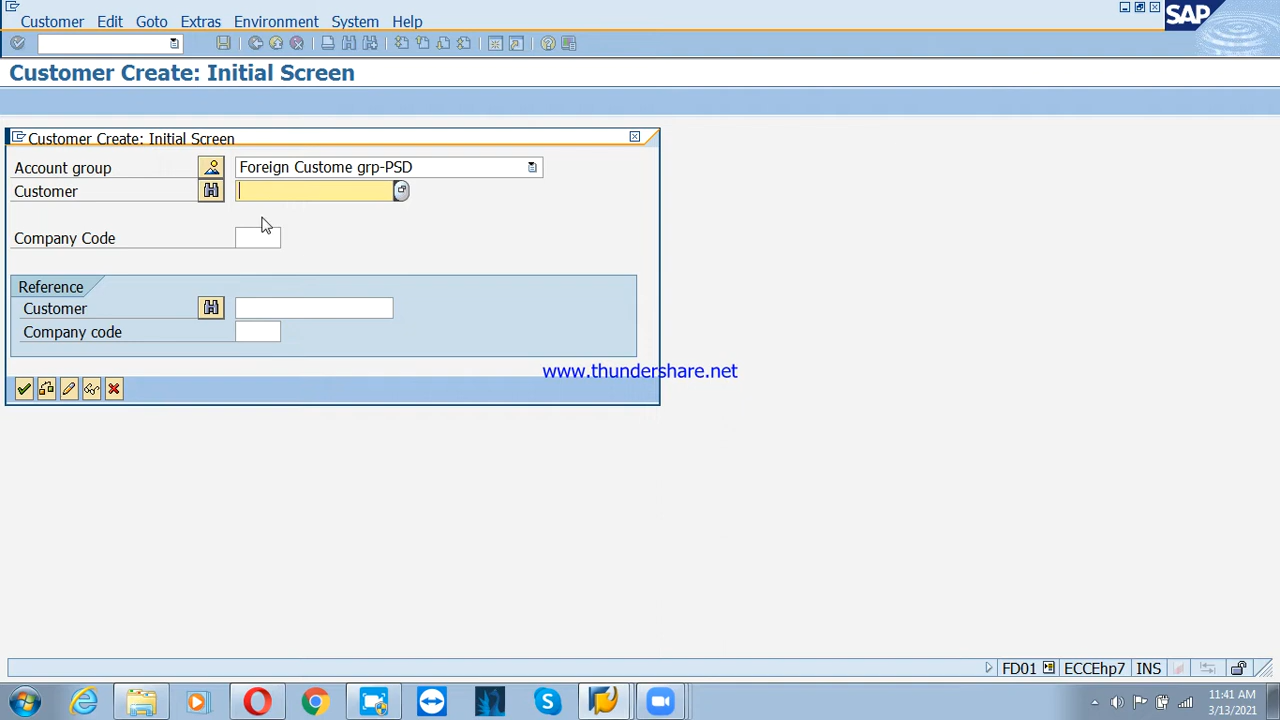 Customer Edit Goto Extras Environment System Help
SAP
Customer Create: Initial Screen
Customer Create: Initial Screen
Account group Foreign Custome grp-PSD
Customer
Company Code
Reference
Customer
Company code
www.thundershare.net
FD01 ECCEhp7 INS
11:41 AM
3/13/2021